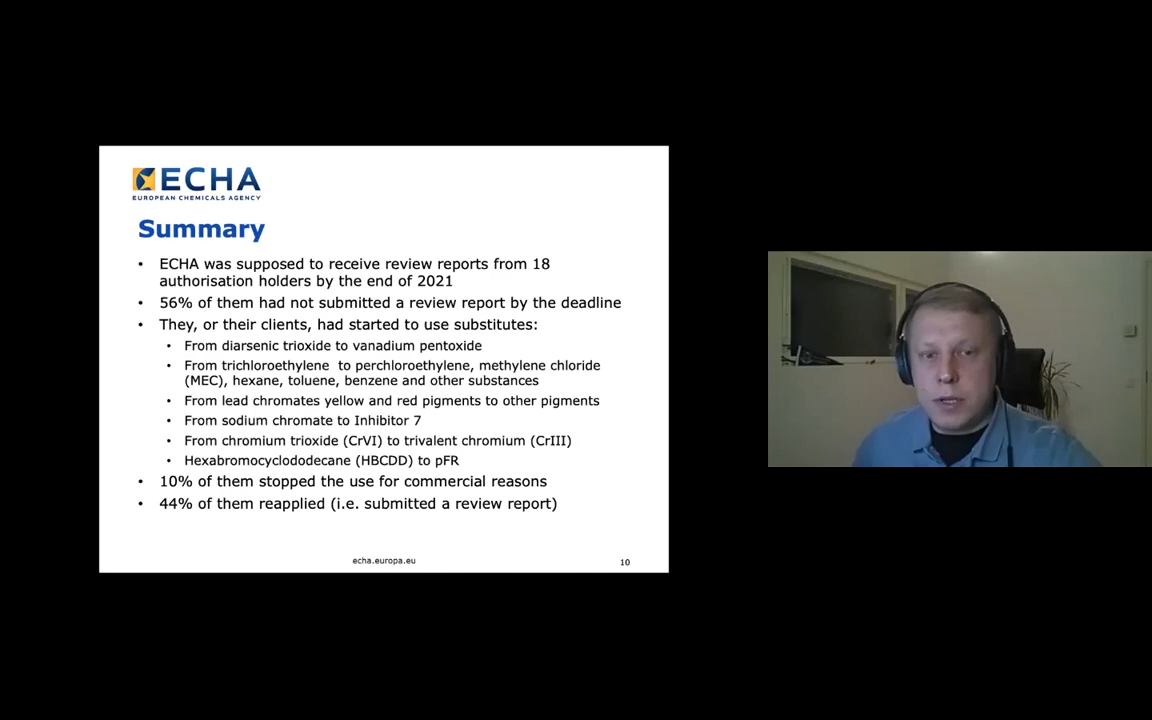 ECHA
EUROPEAN CHEMICALS AGENCY
Summary
• ECHA was supposed to receive review reports from 18
authorisation holders by the end of 2021
• 56% of them had not submitted a review report by the deadline
• They, or their clients, had started to use substitutes:
• From diarsenic trioxide to vanadium pentoxide
• From trichloroethylene to perchloroethylene, methylene chloride
(MEC), hexane, toluene, benzene and other substances
• From lead chromates yellow and red pigments to other pigments
• From sodium chromate to Inhibitor 7
• From chromium trioxide (CrVI) to trivalent chromium (CrIII)
• Hexabromocyclododecane (HBCDD) to pFR
• 10% of them stopped the use for commercial reasons
• 44% of them reapplied (i.e. submitted a review report)
echa.europa.eu
10